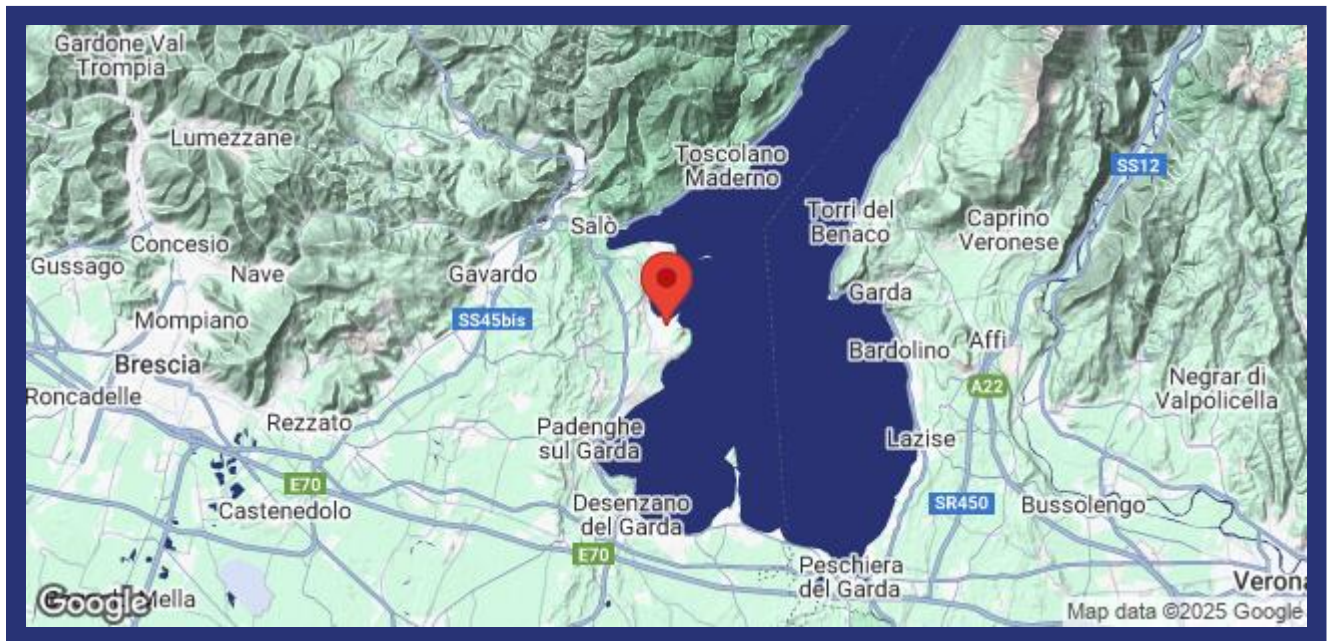 Gardone Val
Trompia
Lumezzane
Toscolano
Maderno
SS12
Torri del
Benaco
Caprino
Veronese
Salò
Concesio
Gussago
Nave
Gavardo
Garda
Mompiano
SS45bis
Affi
Bardolino
Brescia
A22
Negrar di
Valpolicella
Roncadelle
Rezzato
Padenghe
sul Garda
Lazise
E70
Castenedolo
Desenzano
del Garda
SR450
Bussolengo
E70
Peschiera
del Garda
Verona
Google
Mella
Map data ©2025 Google